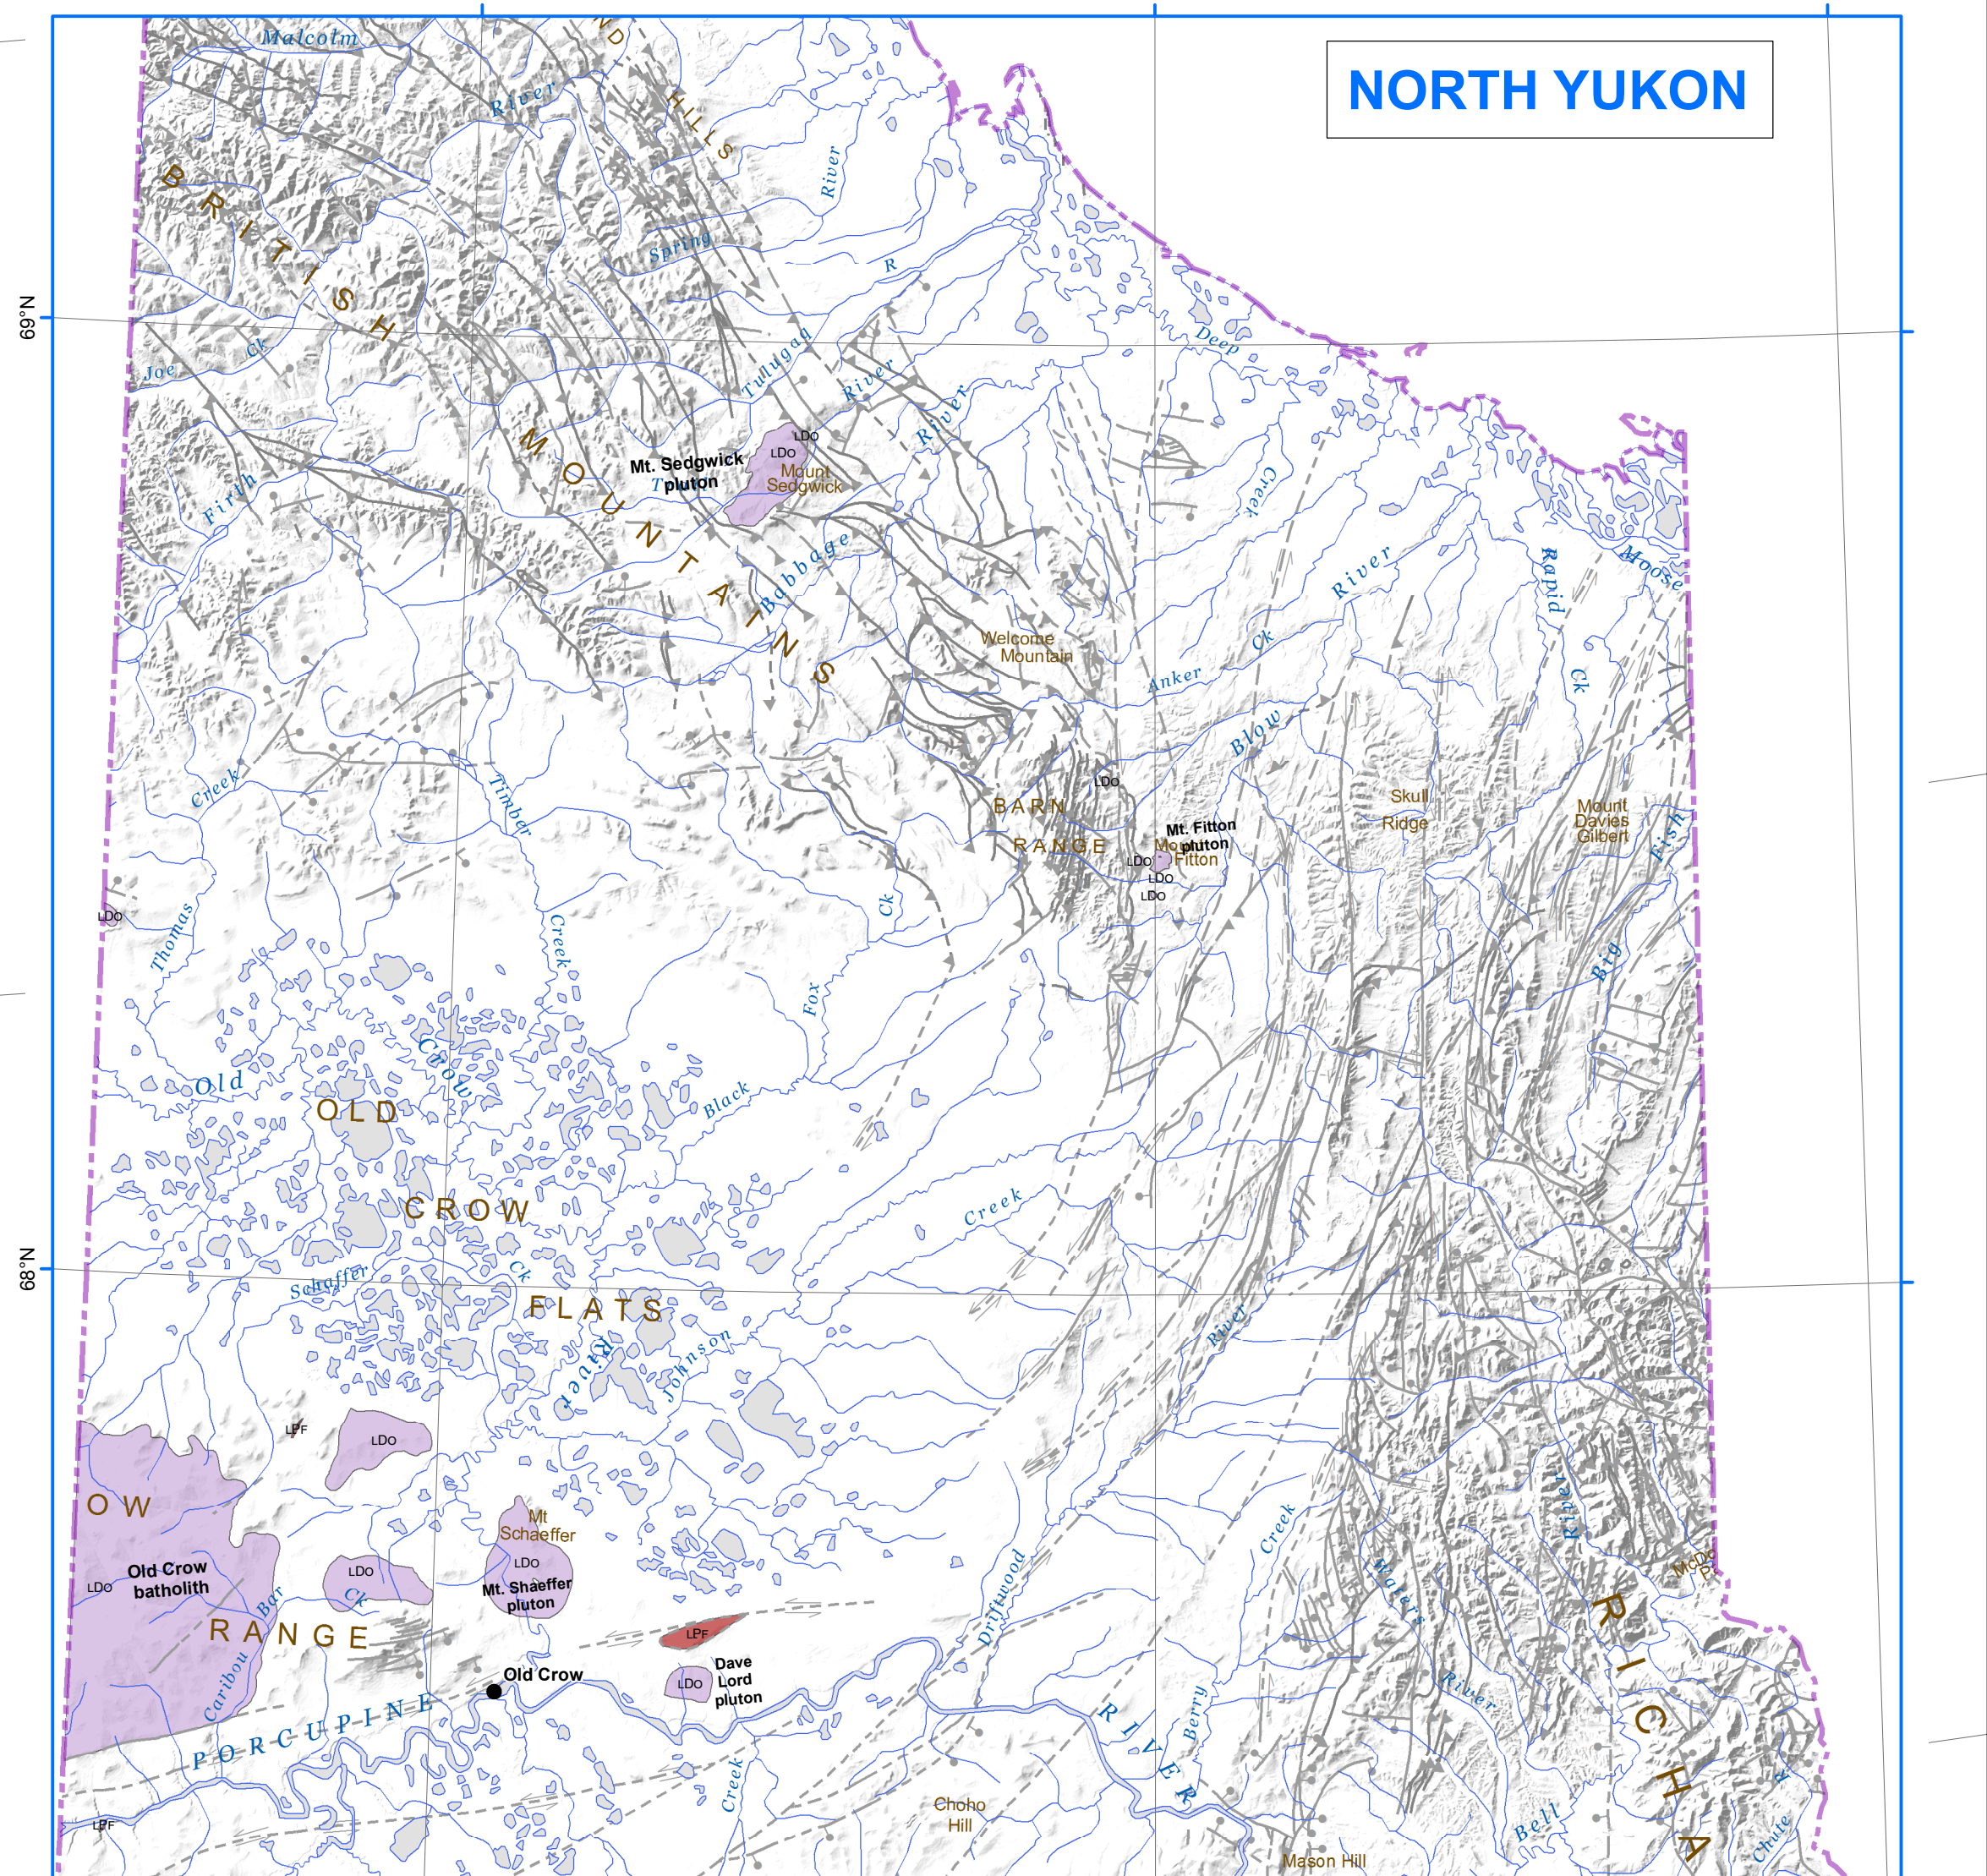 NORTH YUKON
Malcolm
River
ND
HILLS
BRITISH
River
Spring
R
69°N
Joe
Ck
Deep
Tulugaq
River
River
Firth
MOUNTAINS
LDO
LDO
Mt. Sedgwick
pluton
Mount
Sedgwick
Creek
Babbage
River
Rapid
Moose
Welcome
Mountain
Ck
Anker
Ck
Blow
Creek
Timber
LDO
BARN
RANGE
Skull
Ridge
Mount
Davies
Gilbert
Fish
Mt. Fitton
pluton
Mount
Fitton
LDO
LDO
LDO
LDO
Thomas
Creek
Ck
Big
Fox
Old
Crow
Black
OLD
CROW
FLATS
Creek
68°N
Schaffer
Ck
River
Johnson
River
LPF
LDO
OW
Mt
Schaeffer
LDO
Mt. Shaeffer
pluton
Old Crow
batholith
LDO
LDO
Bar
Ck
RANGE
Caribou
Creek
River
Waters
McDo
P
Driftwood
LPF
Dave
Lord
pluton
LDO
Old Crow
PORCUPINE
RIVER
Berry
River
RICHA
Creek
Choho
Hill
Bell
R
Chute
LPF
Mason Hill